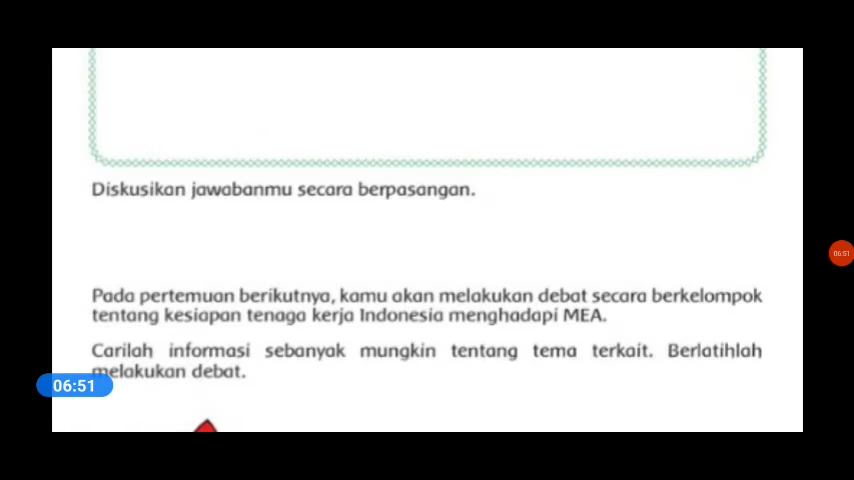 Diskusikan jawabanmu secara berpasangan.
Pada pertemuan berikutnya, kamu akan melakukan debat secara berkelompok
tentang kesiapan tenaga kerja Indonesia menghadapi MEA.
Carilah informasi sebanyak mungkin tentang tema terkait. Berlatihlah
melakukan debat.
06:51
06:51